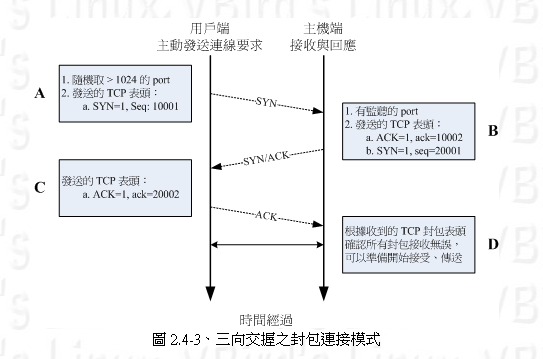 用戶端
主動發送連線要求
主機端
接收與回應
A
1. 隨機取 > 1024 的 port
2. 發送的 TCP 表頭：
a. SYN=1, Seq: 10001
SYN
1. 有監聽的 port
2. 發送的 TCP 表頭：
a. ACK=1, ack=10002
b. SYN=1, seq=20001
B
SYN/ACK
C
發送的 TCP 表頭：
a. ACK=1, ack=20002
ACK
根據收到的 TCP 封包表頭
確認所有封包接收無誤，
可以準備開始接受、傳送
D
時間經過
圖 2.4-3、三向交握之封包連接模式